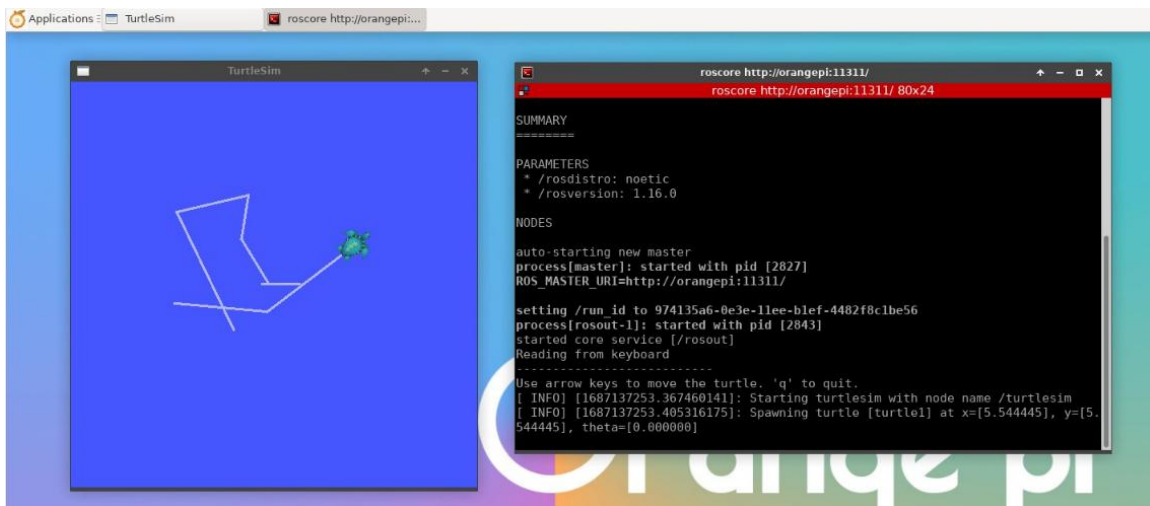 Applications
TurtleSim
roscore http://orangepi:...
TurtleSim
roscore http://orangepi:11311/
roscore http://orangepi:11311/ 80x24
SUMMARY
========
PARAMETERS
* /rosdistro: noetic
* /rosversion: 1.16.0
NODES
auto-starting new master
process[master]: started with pid [2827]
ROS_MASTER_URI=http://orangepi:11311/
setting /run_id to 974135a6-0e3e-11ee-b1ef-4482f8c1be56
process[rosout-1]: started with pid [2843]
started core service [/rosout]
Reading from keyboard
---------------------------
Use arrow keys to move the turtle. 'q' to quit.
[ INFO] [1687137253.367460141]: Starting turtlesim with node name /turtlesim
[ INFO] [1687137253.405316175]: Spawning turtle [turtle1] at x=[5.544445], y=[5.
544445], theta=[0.000000]
Orange pi